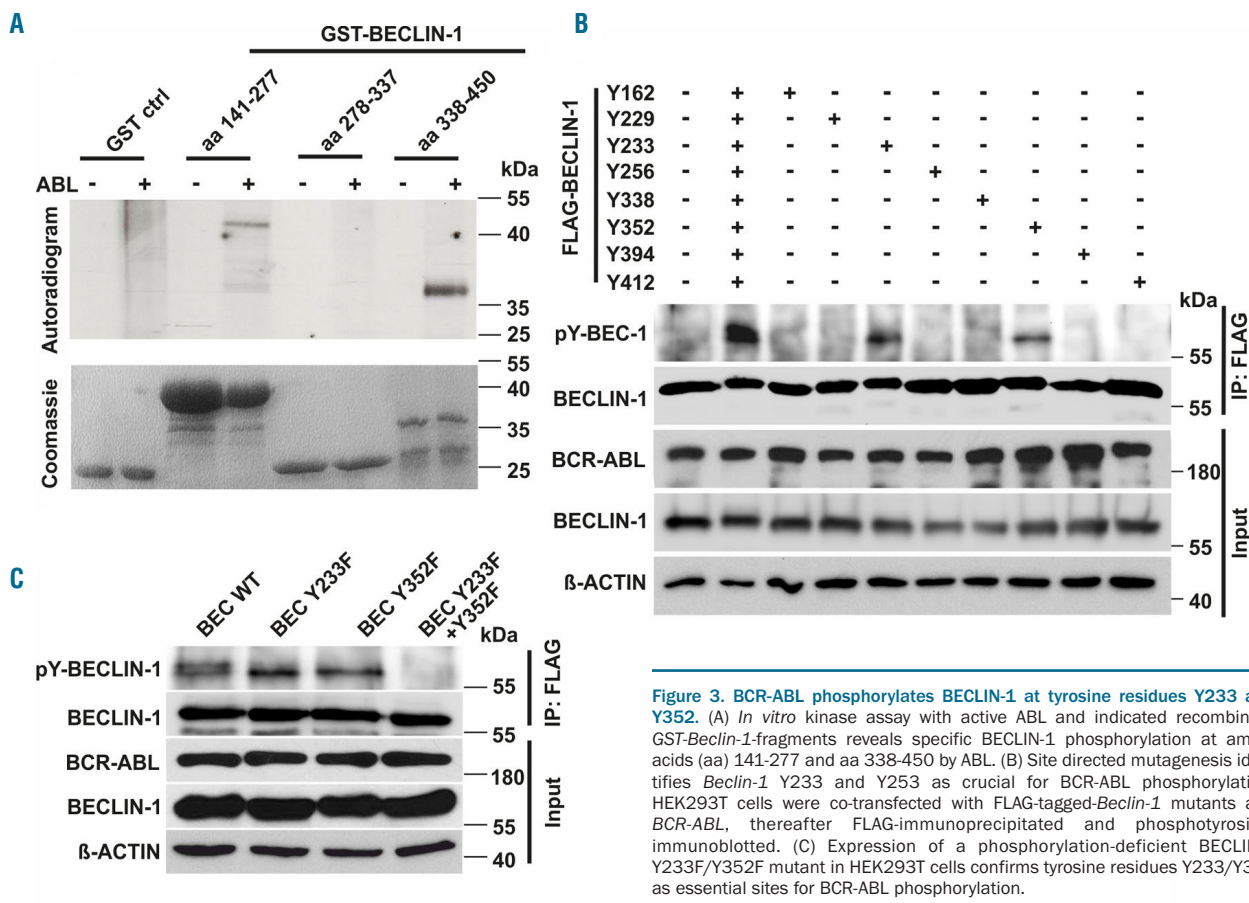 A
GST-BECLIN-1
GST ctrl
aa 141-277
aa 278-337
aa 338-450
kDa
ABL - + - + - + - +
Autoradiogram
55
40
35
25
Coomassie
55
40
35
25
B
FLAG-BECLIN-1
Y162 - + + - - - - - - -
Y229 - + - + - - - - - -
Y233 - + - - + - - - - -
Y256 - + - - - + - - - -
Y338 - + - - - - + - - -
Y352 - + - - - - - + - -
Y394 - + - - - - - - + -
Y412 - + - - - - - - - +
kDa
pY-BEC-1
55
BECLIN-1
55
IP: FLAG
BCR-ABL
180
BECLIN-1
55
ß-ACTIN
40
Input
C
BEC WT
BEC Y233F
BEC Y352F
BEC Y233F
+Y352F
kDa
pY-BECLIN-1
55
BECLIN-1
55
IP: FLAG
BCR-ABL
180
BECLIN-1
55
ß-ACTIN
40
Input
Figure 3. BCR-ABL phosphorylates BECLIN-1 at tyrosine residues Y233 a
Y352. (A) In vitro kinase assay with active ABL and indicated recombin
GST-Beclin-1-fragments reveals specific BECLIN-1 phosphorylation at am
acids (aa) 141-277 and aa 338-450 by ABL. (B) Site directed mutagenesis id
tifies Beclin-1 Y233 and Y253 as crucial for BCR-ABL phosphorylati
HEK293T cells were co-transfected with FLAG-tagged-Beclin-1 mutants a
BCR-ABL, thereafter FLAG-immunoprecipitated and phosphotyrosi
immunoblotted. (C) Expression of a phosphorylation-deficient BECLI
Y233F/Y352F mutant in HEK293T cells confirms tyrosine residues Y233/Y3
as essential sites for BCR-ABL phosphorylation.